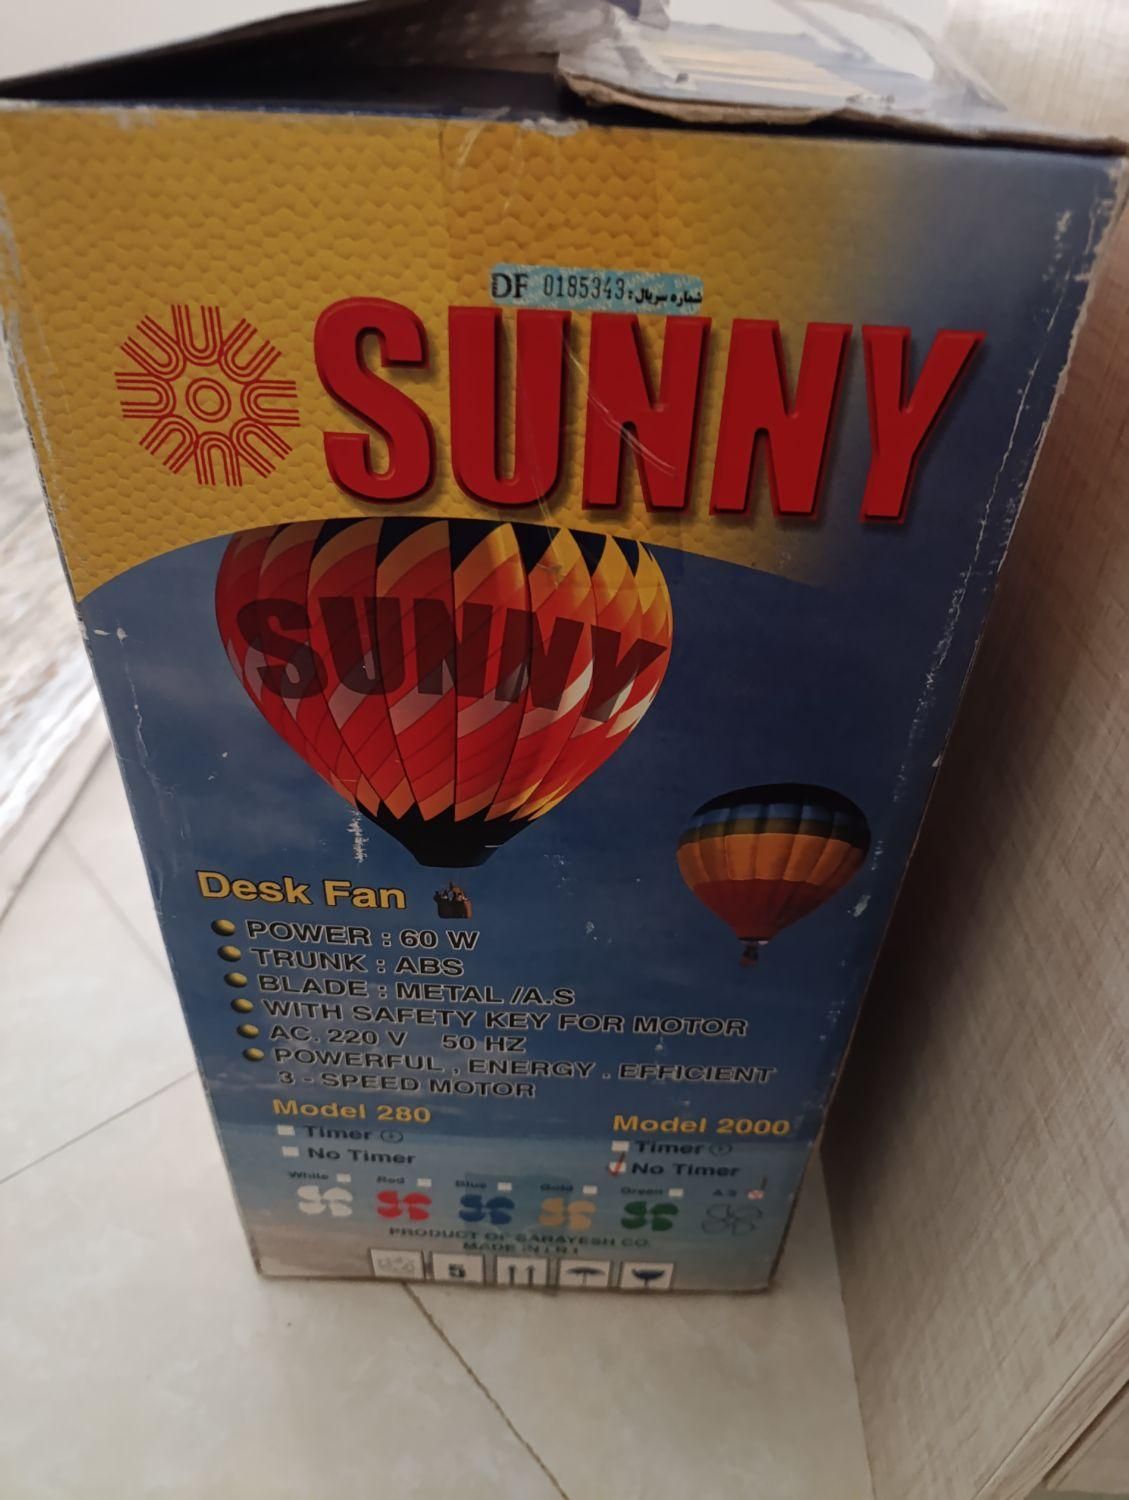 DF 0185343 شماره سریال:
SUNNY
SUNNY
Desk Fan
POWER : 60 W
TRUNK : ABS
BLADE : METAL /A.S
WITH SAFETY KEY FOR MOTOR
AC. 220 V 50 HZ
POWERFUL , ENERGY . EFFICIENT
3 - SPEED MOTOR
Model 280
Timer
No Timer
Model 2000
Timer
No Timer
White Red Blue Gold Green A.S
PRODUCT OF SARAYESH CO.
MADE IN I.R.I
5